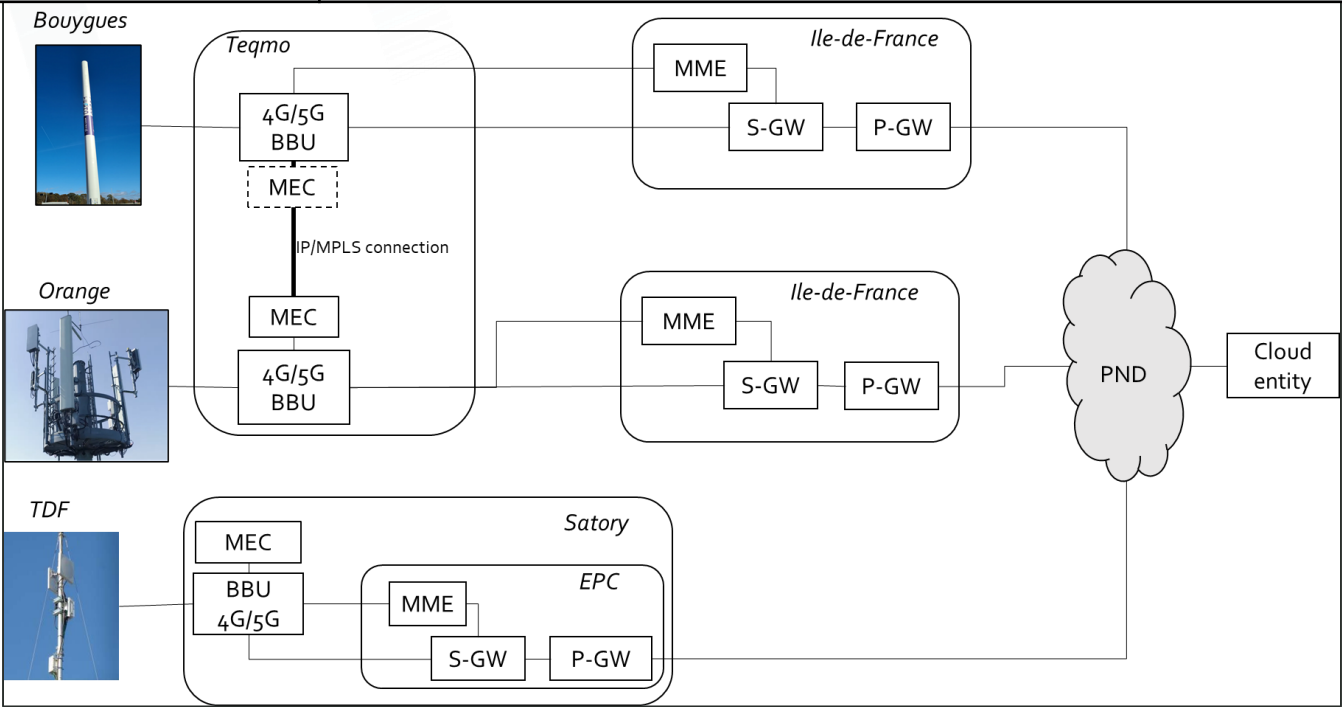 Bouygues
Teqmo
Ile-de-France
MME
4G/5G
BBU
S-GW
P-GW
MEC
IP/MPLS connection
Orange
Ile-de-France
MEC
MME
4G/5G
BBU
S-GW
P-GW
PND
Cloud
entity
TDF
Satory
MEC
EPC
BBU
4G/5G
MME
S-GW
P-GW